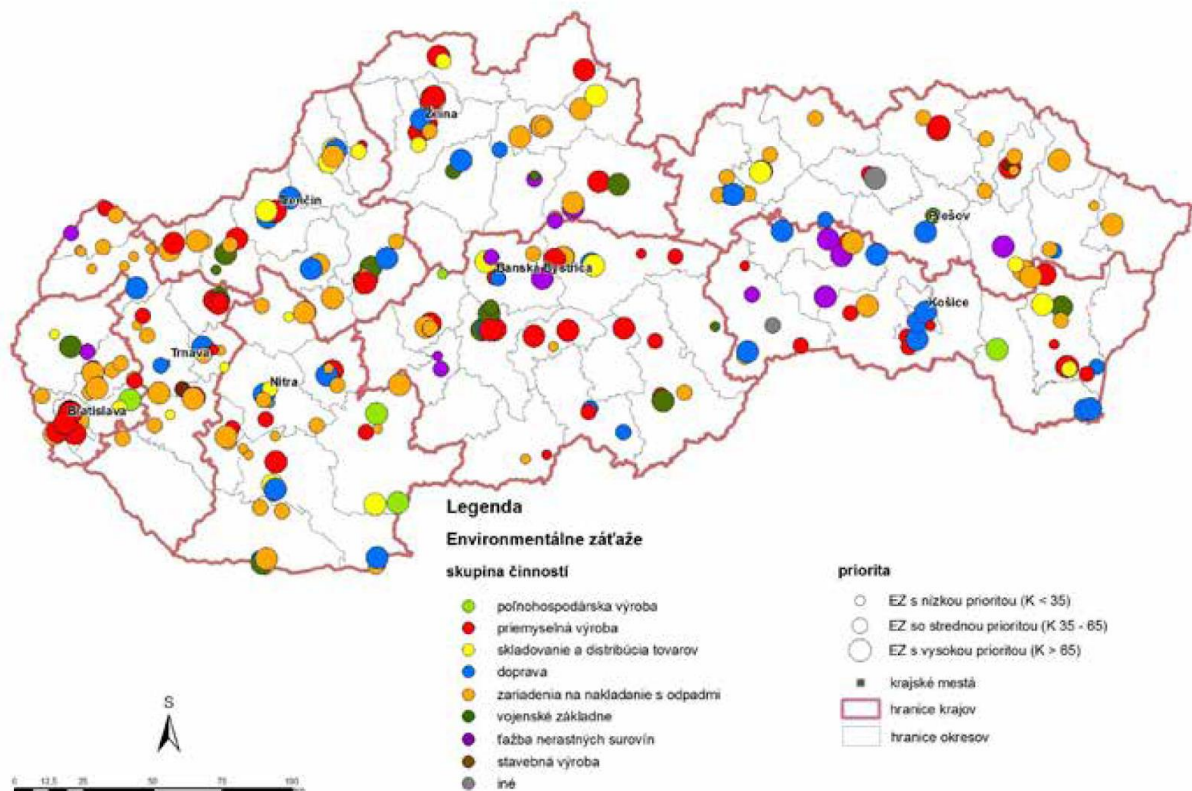 Žilina
Trenčín
Prešov
Banská Bystrica
Košice
Trnava
Nitra
Bratislava
Legenda
Environmentálne záťaže
skupina činností
poľnohospodárska výroba
priemyselná výroba
skladovanie a distribúcia tovarov
doprava
zariadenia na nakladanie s odpadmi
vojenské základne
ťažba nerastných surovín
stavebná výroba
iné
priorita
EZ s nízkou prioritou (K < 35)
EZ so strednou prioritou (K 35 - 65)
EZ s vysokou prioritou (K > 65)
krajské mestá
hranice krajov
hranice okresov
S
0 12,5 25 50 75 100